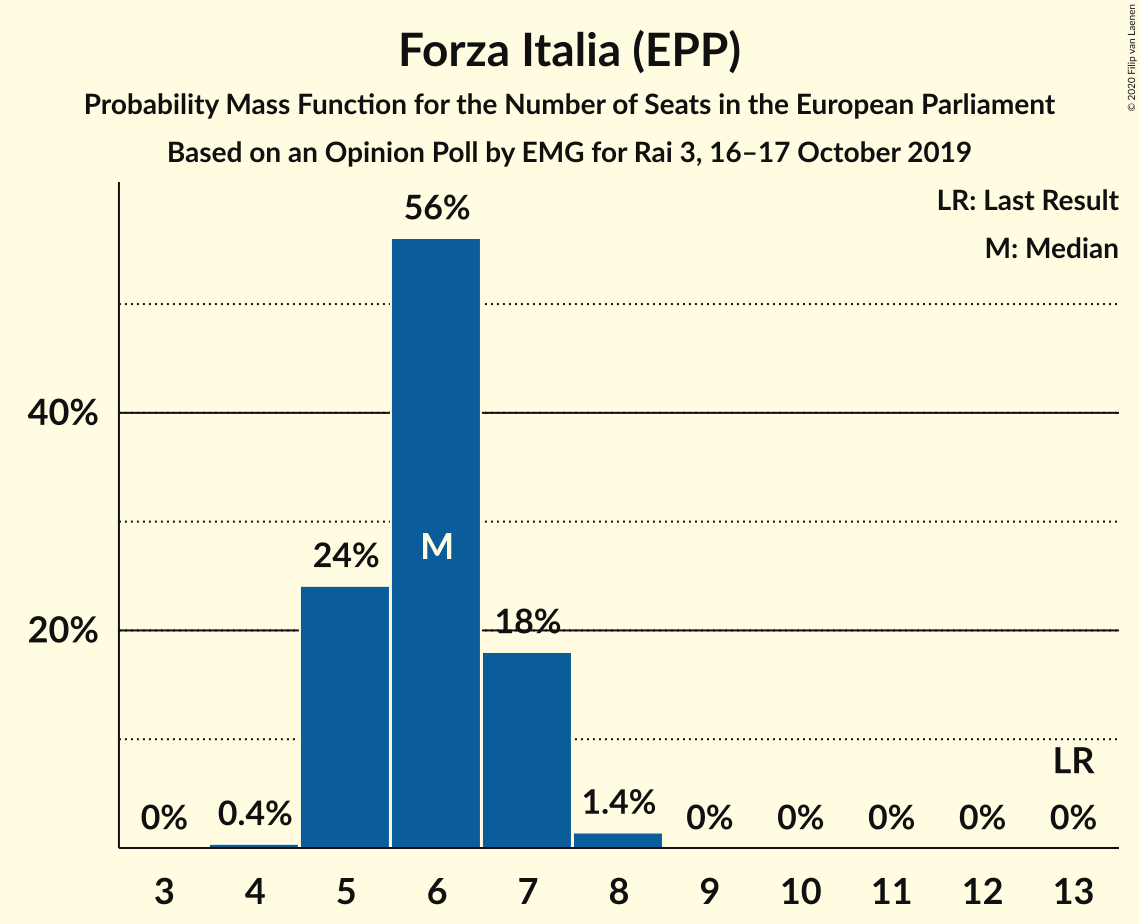 Forza Italia (EPP)
Probability Mass Function for the Number of Seats in the European Parliament
Based on an Opinion Poll by EMG for Rai 3, 16–17 October 2019
© 2020 Filip van Laenen
LR: Last Result
M: Median
56%
40%
24%
M
20%
18%
LR
0%
0.4%
1.4%
0%
0%
0%
0%
0%
3 4 5 6 7 8 9 10 11 12 13